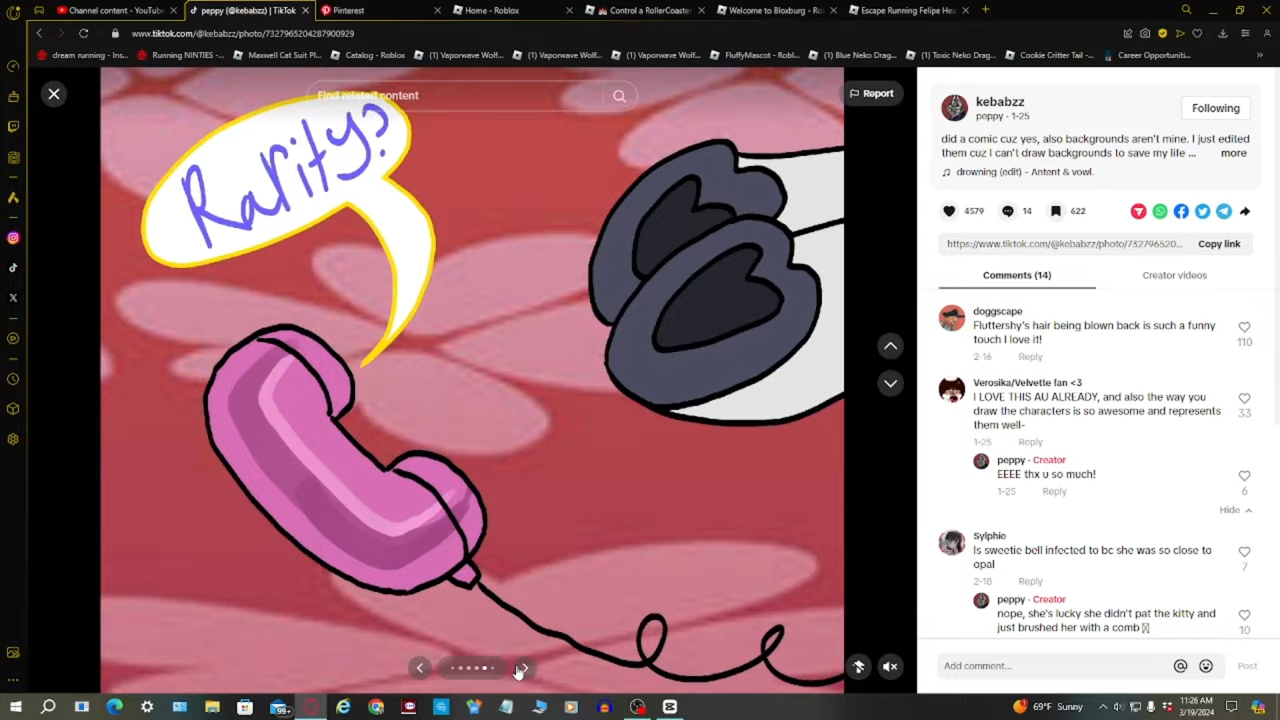 Channel content - YouTube
peppy (@kebabzz) | TikTok
Pinterest
Home - Roblox
Control a RollerCoaster
Welcome to Bloxburg - Ro
Escape Running Felipe He
www.tiktok.com/@kebabzz/photo/7327965204287900929
dream running - Ins...
Running NINTIES -...
Maxwell Cat Suit Pl...
Catalog - Roblox
(1) Vaporwave Wolf...
(1) Vaporwave Wolf...
(1) Vaporwave Wolf...
FluffyMascot - Robl...
(1) Blue Neko Drag...
(1) Toxic Neko Drag...
Cookie Critter Tail -...
Career Opportuniti...
Find related content
Report
Rarity?
kebabzz
peppy · 1-25
Following
did a comic cuz yes, also backgrounds aren't mine. I just edited
them cuz I can't draw backgrounds to save my life ... more
drowning (edit) - Antent & vowl.
4579
14
622
https://www.tiktok.com/@kebabzz/photo/732796520...
Copy link
Comments (14)
Creator videos
doggscape
Fluttershy's hair being blown back is such a funny
touch I love it!
110
2-16 Reply
Verosika/Velvette fan <3
I LOVE THIS AU ALREADY, and also the way you
draw the characters is so awesome and represents
them well-
33
1-25 Reply
peppy · Creator
EEEE thx u so much!
6
1-25 Reply
Hide
Sylphie
Is sweetie bell infected to bc she was so close to
opal
7
2-18 Reply
peppy · Creator
nope, she's lucky she didn't pat the kitty and
just brushed her with a comb
10
Add comment...
Post
99+
69°F Sunny
11:26 AM
3/19/2024